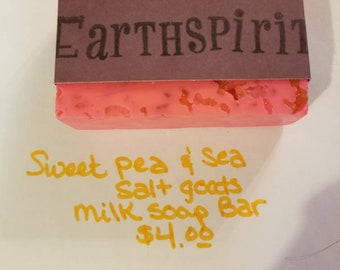 EARTHSPIRIT
Sweet pea & Sea
Salt goats
milk soap Bar
$4.00